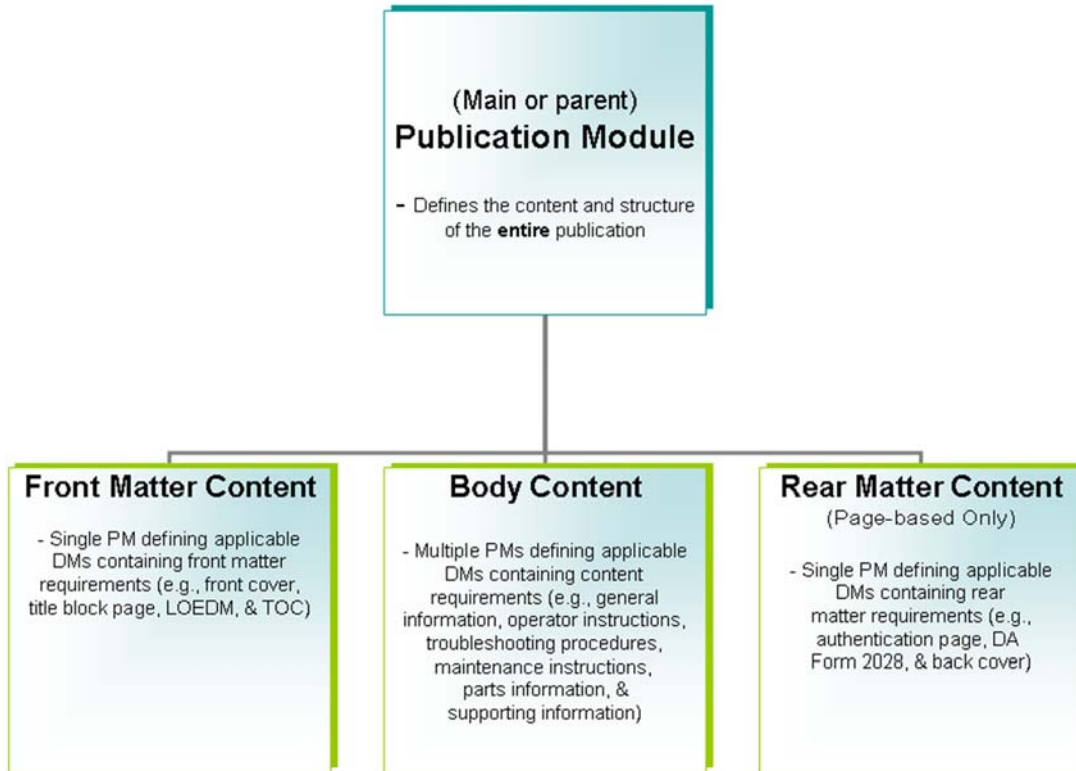 (Main or parent)
Publication Module
- Defines the content and structure
of the entire publication
Front Matter Content
- Single PM defining applicable
DMs containing front matter
requirements (e.g., front cover,
title block page, LOEDM, & TOC)
Body Content
- Multiple PMs defining applicable
DMs containing content
requirements (e.g., general
information, operator instructions,
troubleshooting procedures,
maintenance instructions,
parts information, &
supporting information)
Rear Matter Content
(Page-based Only)
- Single PM defining applicable
DMs containing rear
matter requirements (e.g.,
authentication page, DA
Form 2028, & back cover)